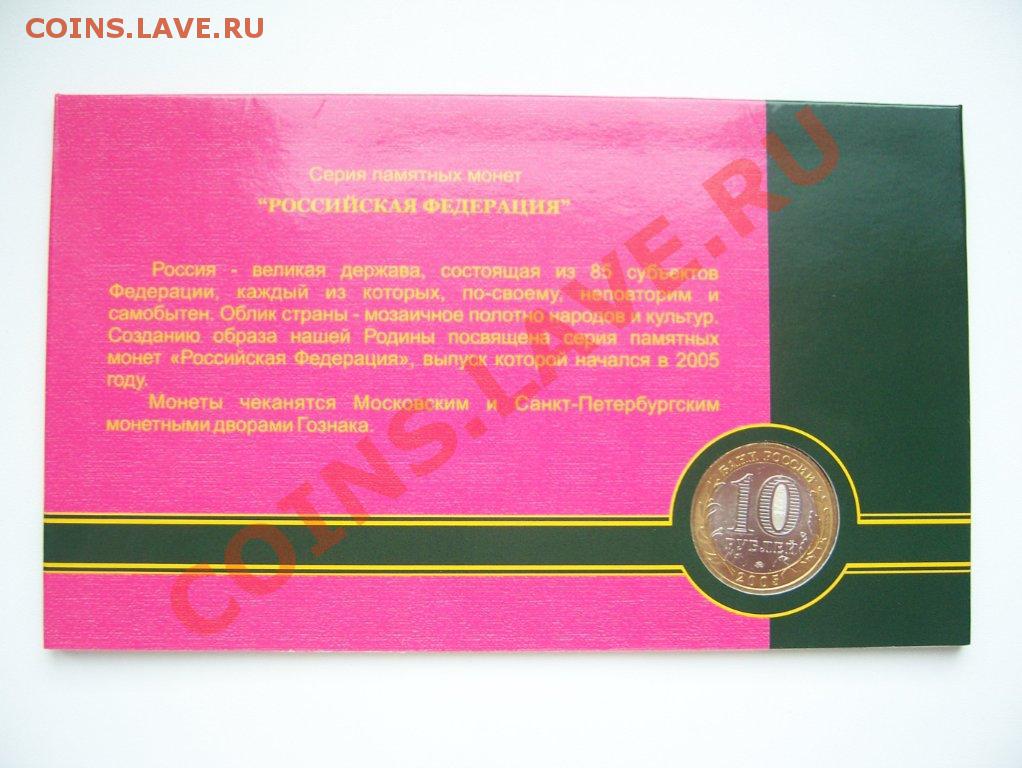 COINS.LAVE.RU
Серия памятных монет
“РОССИЙСКАЯ ФЕДЕРАЦИЯ”
Россия - великая держава, состоящая из 85 субъектов
Федерации, каждый из которых, по-своему, неповторим и
самобытен. Облик страны - мозаичное полотно народов и культур.
Созданию образа нашей Родины посвящена серия памятных
монет «Российская Федерация», выпуск которой начался в 2005
году.
Монеты чеканятся Московским и Санкт-Петербургским
монетными дворами Гознака.
БАНК РОССИИ
10
РУБЛЕЙ
2005
COINS.LAVE.RU